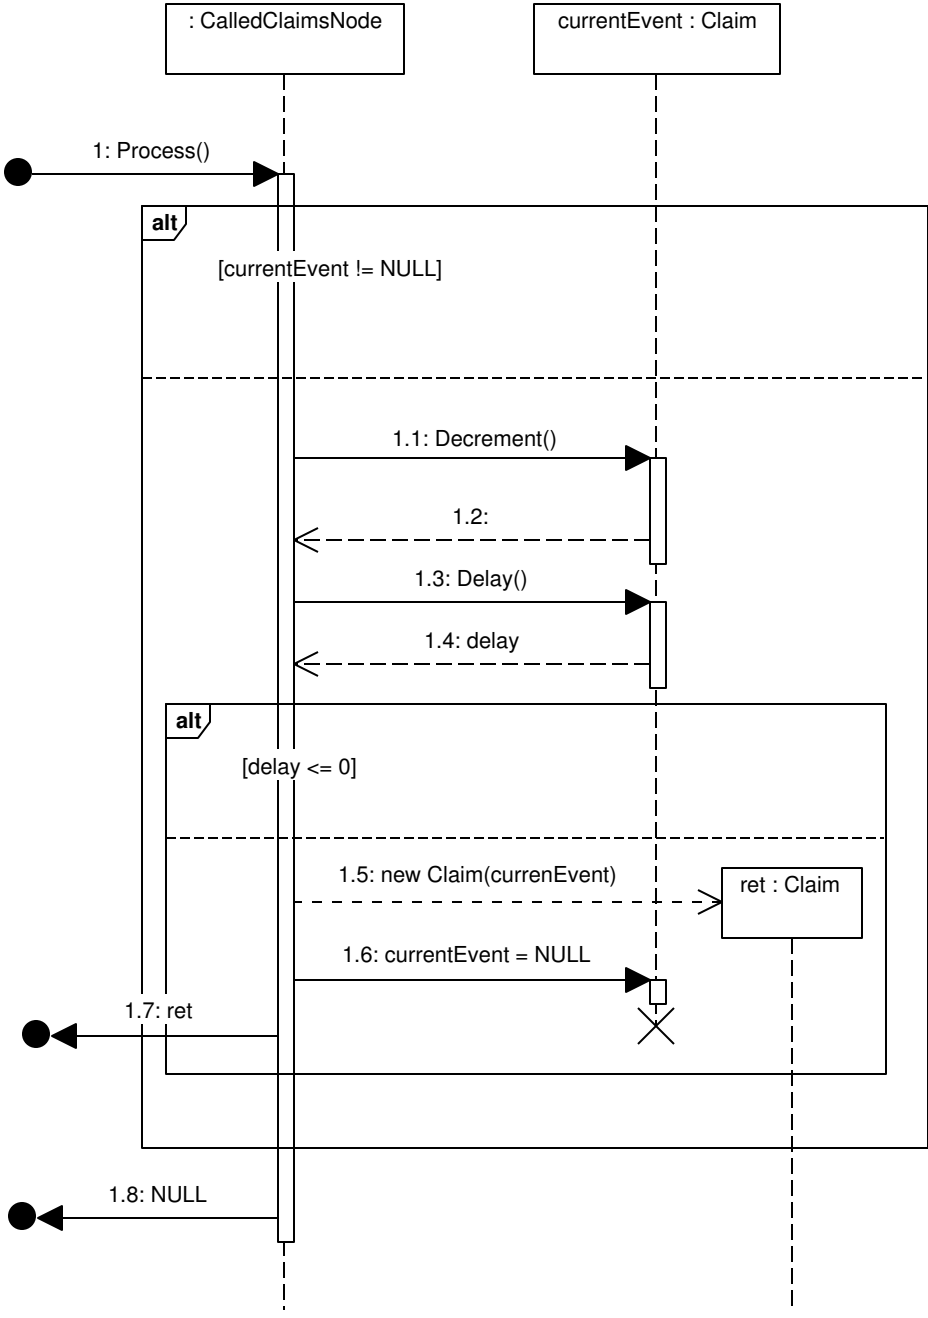 : CalledClaimsNode
currentEvent : Claim
1: Process()
alt
[currentEvent != NULL]
1.1: Decrement()
1.2:
1.3: Delay()
1.4: delay
alt
[delay <= 0]
1.5: new Claim(currenEvent)
ret : Claim
1.6: currentEvent = NULL
1.7: ret
1.8: NULL